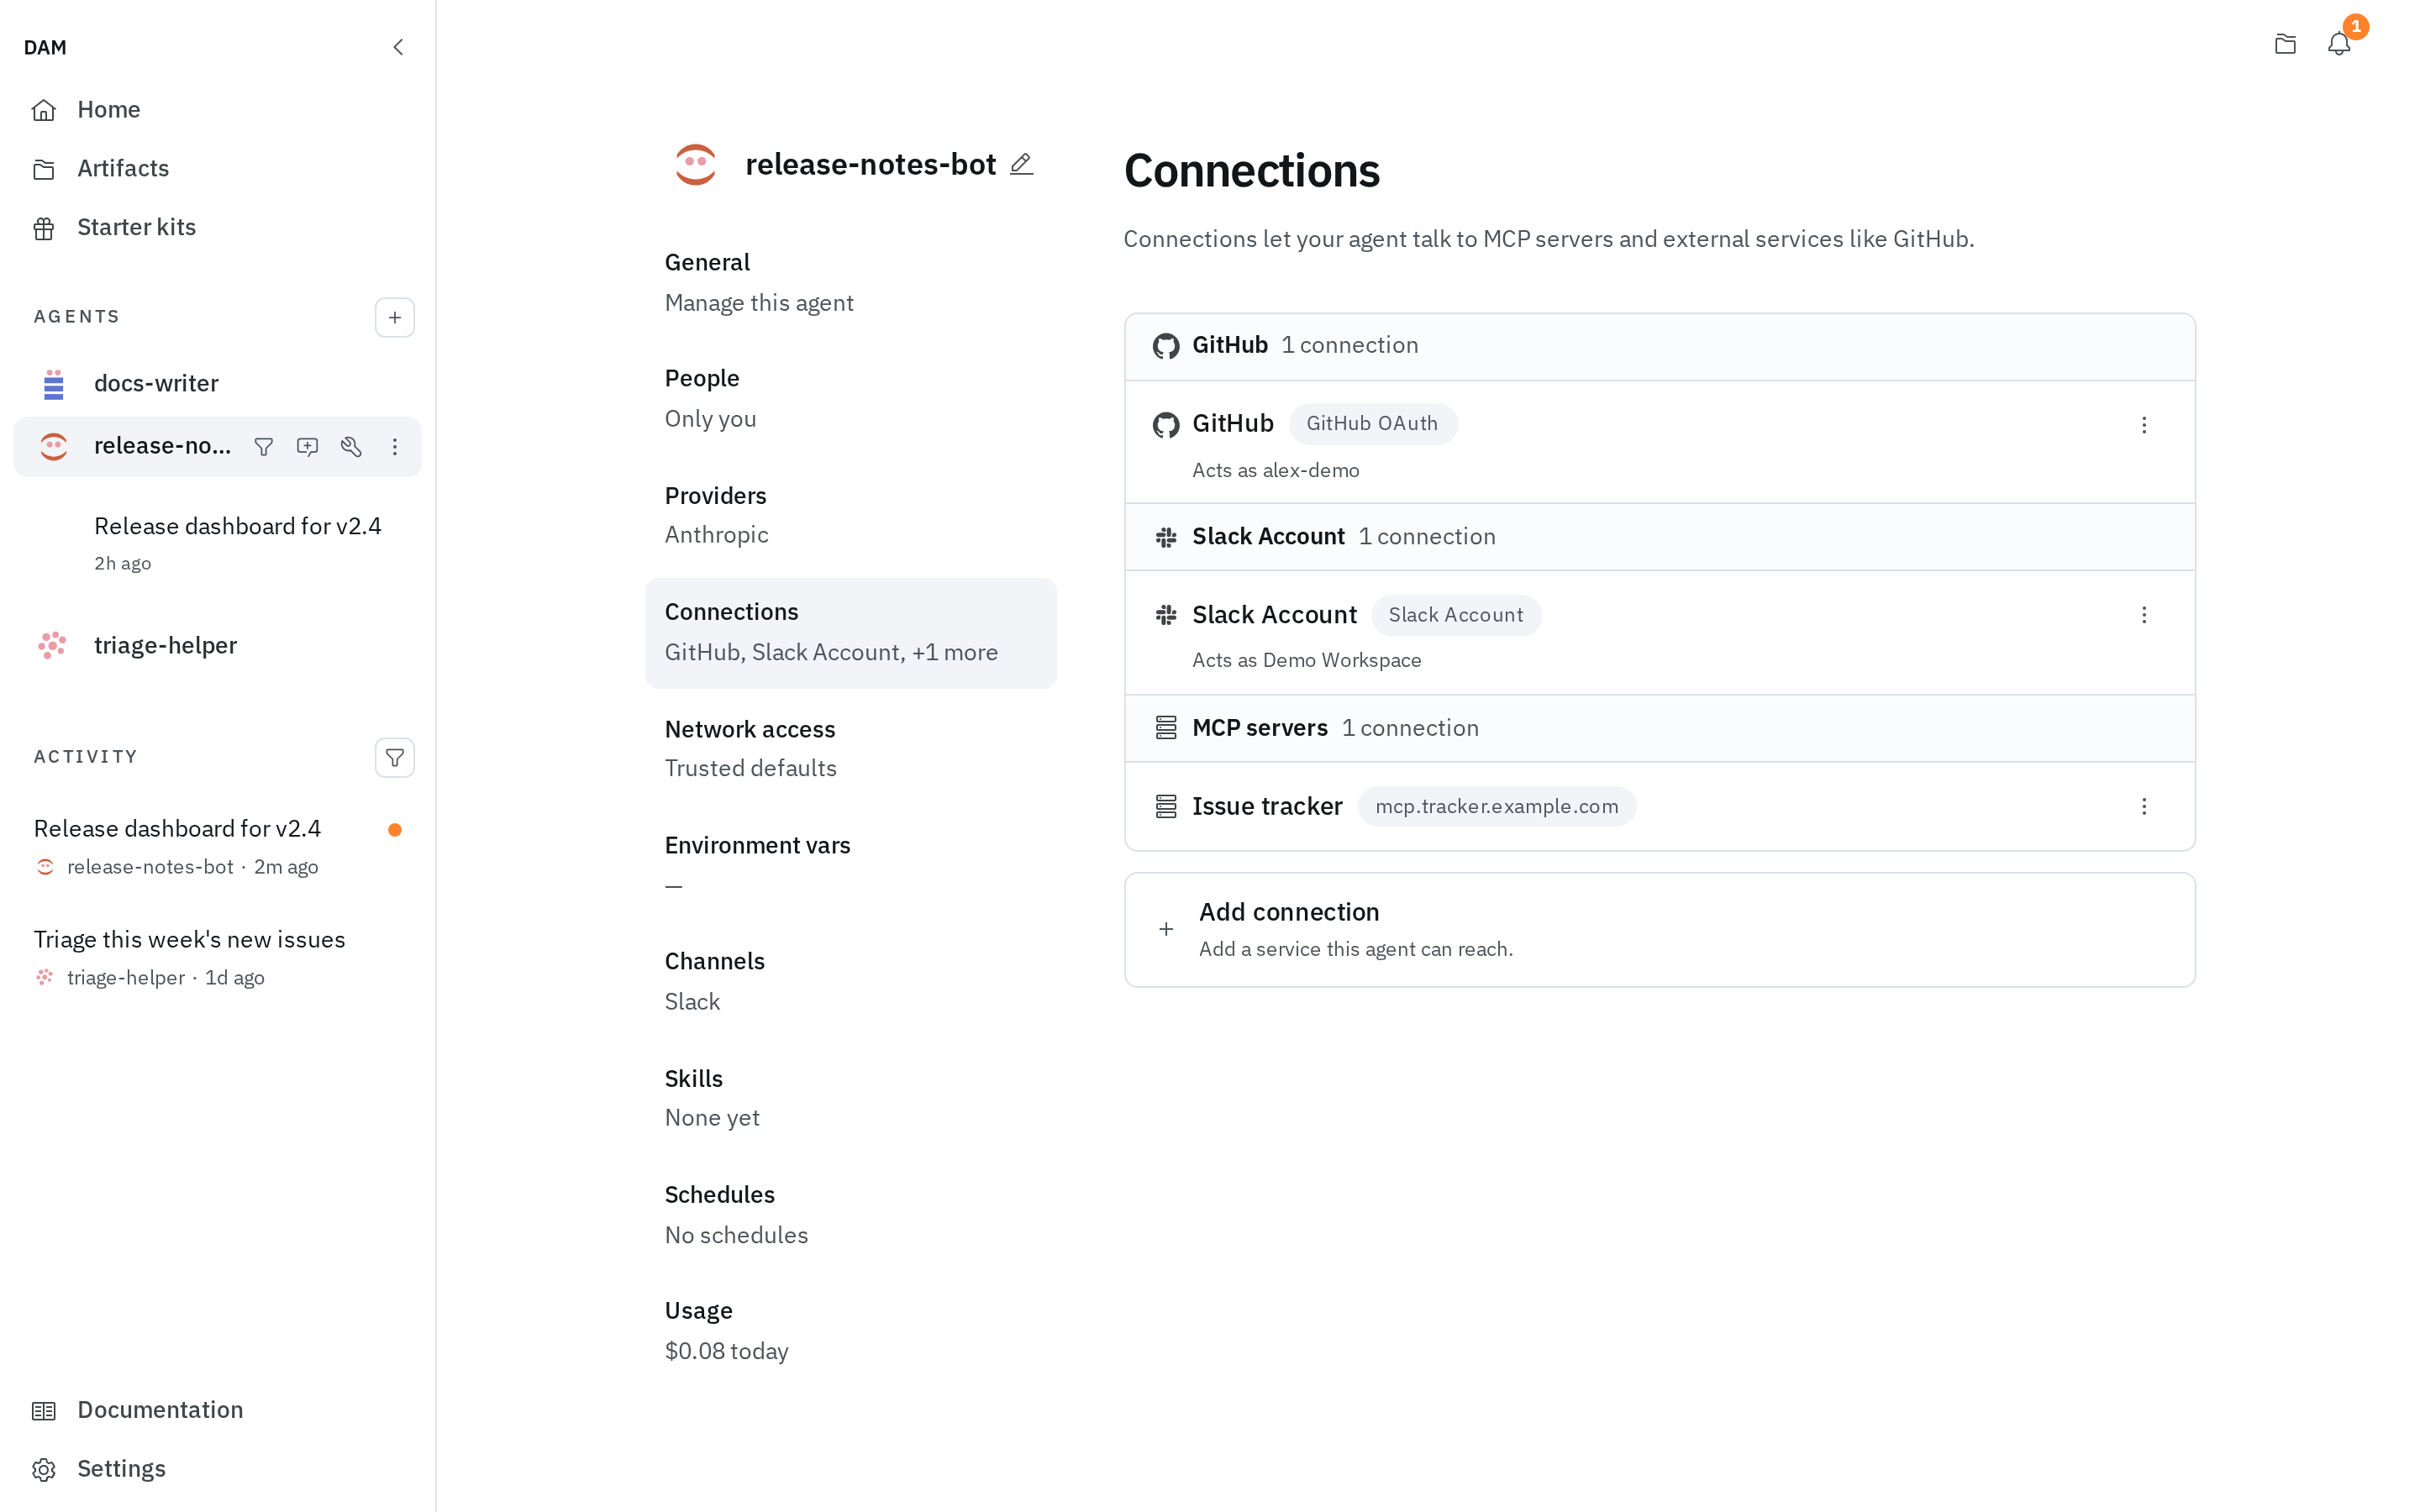 DAM
Home
Artifacts
Starter kits
AGENTS
docs-writer
release-no...
Release dashboard for v2.4
2h ago
triage-helper
ACTIVITY
Release dashboard for v2.4
release-notes-bot · 2m ago
Triage this week's new issues
triage-helper · 1d ago
Documentation
Settings
1
release-notes-bot
General
Manage this agent
People
Only you
Providers
Anthropic
Connections
GitHub, Slack Account, +1 more
Network access
Trusted defaults
Environment vars
—
Channels
Slack
Skills
None yet
Schedules
No schedules
Usage
$0.08 today
Connections
Connections let your agent talk to MCP servers and external services like GitHub.
GitHub 1 connection
GitHub GitHub OAuth
Acts as alex-demo
Slack Account 1 connection
Slack Account Slack Account
Acts as Demo Workspace
MCP servers 1 connection
Issue tracker mcp.tracker.example.com
Add connection
Add a service this agent can reach.